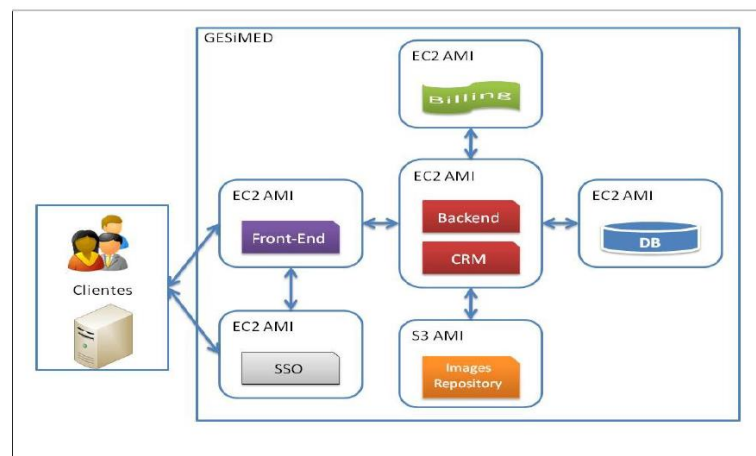 GESiMED
EC2 AMI
Billing
EC2 AMI
Front-End
EC2 AMI
Backend
CRM
EC2 AMI
DB
Clientes
EC2 AMI
SSO
S3 AMI
Images
Repository